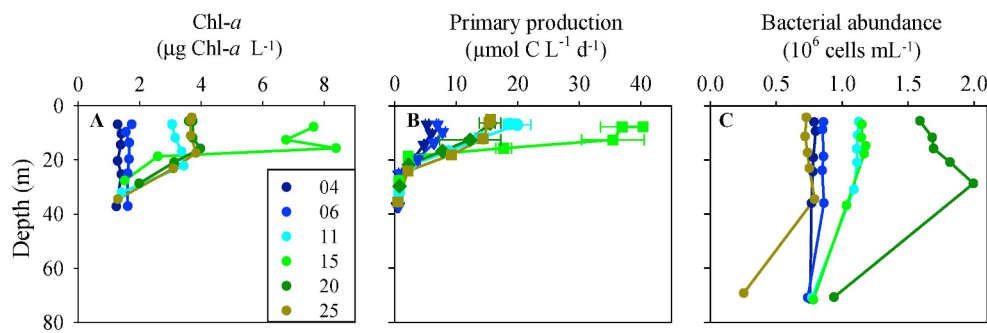 Chl-a
(µg Chl-a L-1)
0 2 4 6 8
Primary production
(µmol C L-1 d-1)
0 10 20 30 40
Bacterial abundance
(10^6 cells mL-1)
0.0 0.5 1.0 1.5 2.0
Depth (m)
0
20
40
60
80
A
B
C
04
06
11
15
20
25